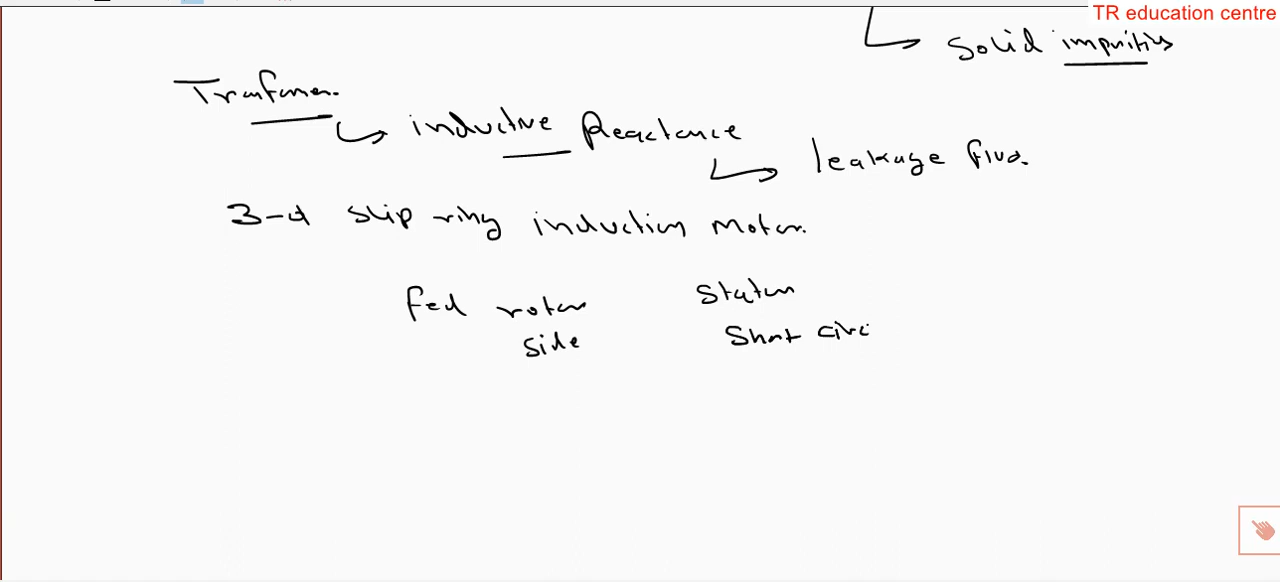 TR education centre
solid impurities
Tranformer.
inductive Reactance
leakage flux.
3-ϕ slip ring induction motor.
fed rotor stator
side short circ